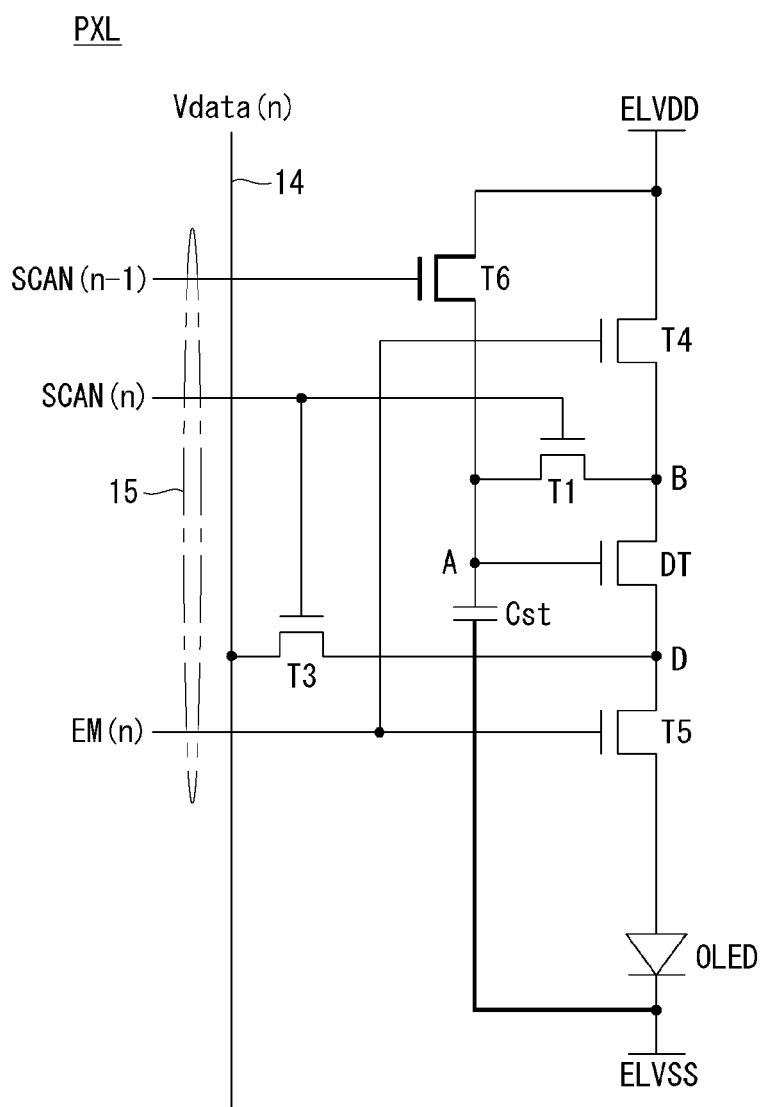 PXL
Vdata(n)
ELVDD
14
SCAN(n-1)
T6
T4
SCAN(n)
15
T1
B
A
DT
Cst
T3
D
EM(n)
T5
OLED
ELVSS